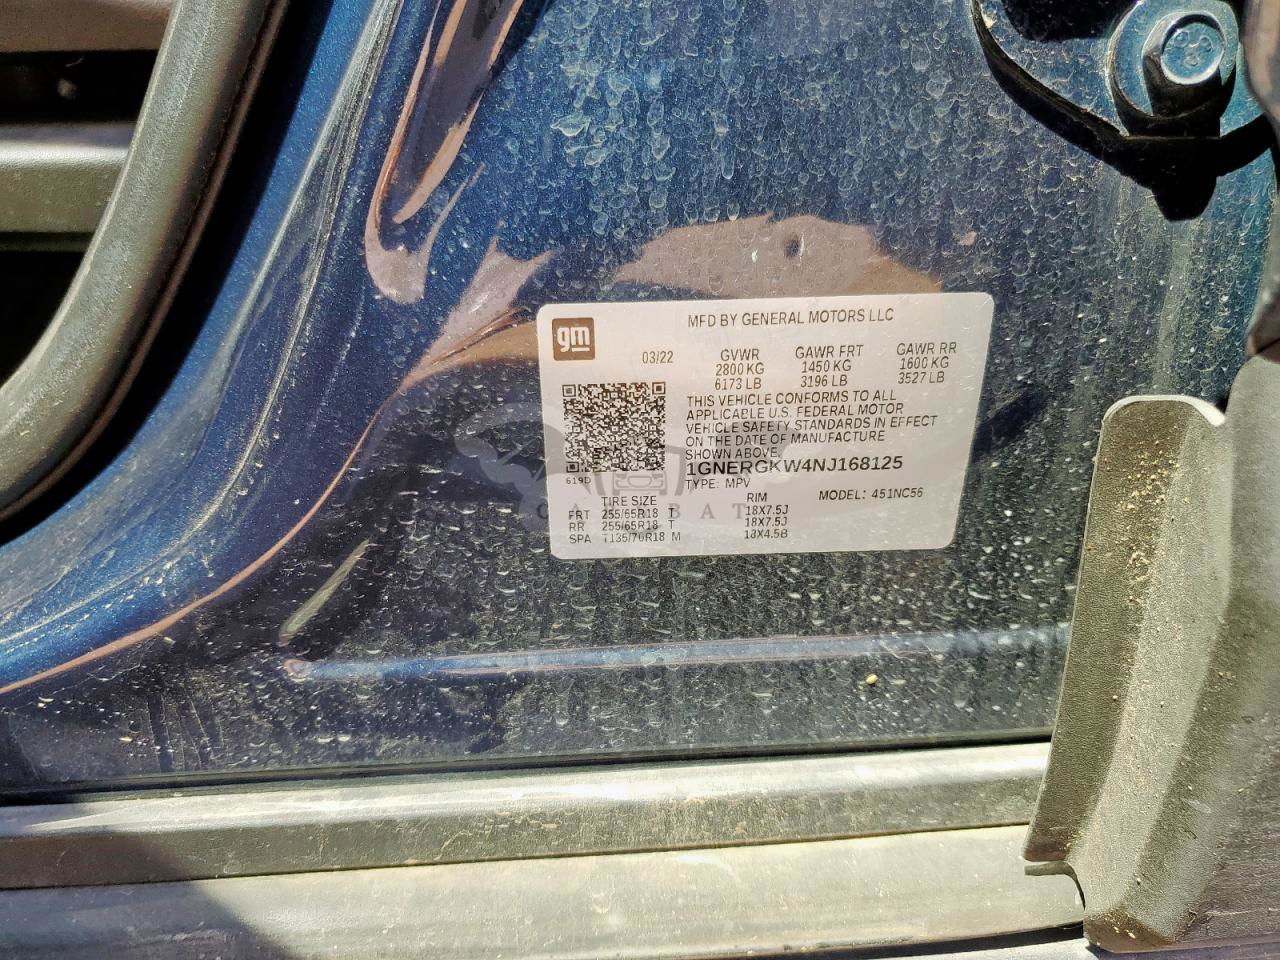 gm
MFD BY GENERAL MOTORS LLC
03/22
GVWR GAWR FRT GAWR RR
2800 KG 1450 KG 1600 KG
6173 LB 3196 LB 3527 LB
THIS VEHICLE CONFORMS TO ALL
APPLICABLE U.S. FEDERAL MOTOR
VEHICLE SAFETY STANDARDS IN EFFECT
ON THE DATE OF MANUFACTURE
SHOWN ABOVE.
1GNERGKW4NJ168125
619D
TYPE: MPV
TIRE SIZE RIM MODEL: 451NC56
FRT 255/65R18 T 18X7.5J
RR 255/65R18 T 18X7.5J
SPA T135/70R18 M 18X4.5B